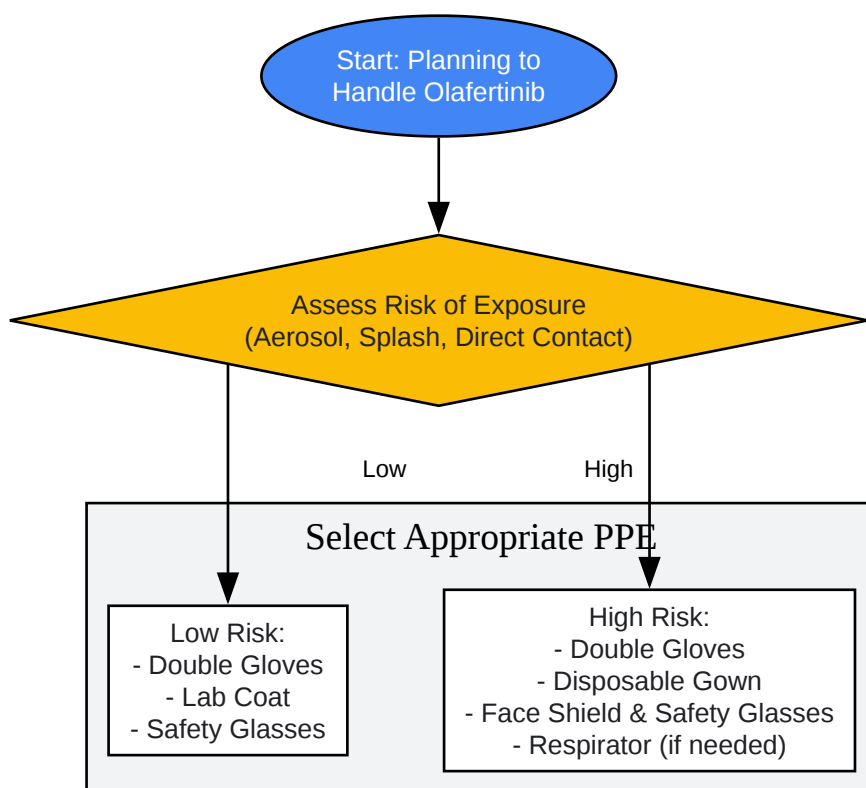 Start: Planning to
Handle Olafertinib
Assess Risk of Exposure
(Aerosol, Splash, Direct Contact)
Low
High
Select Appropriate PPE
Low Risk:
- Double Gloves
- Lab Coat
- Safety Glasses
High Risk:
- Double Gloves
- Disposable Gown
- Face Shield & Safety Glasses
- Respirator (if needed)